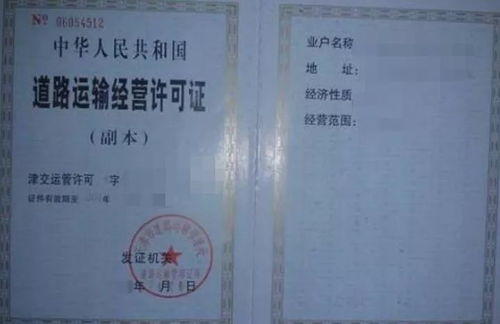 Nº 06054512
中华人民共和国
道路运输经营许可证
(副本)
津交运管许可 字
证件有效期至 年
发证机关
年 月 日
业户名称
地 址:
经济性质
经营范围: